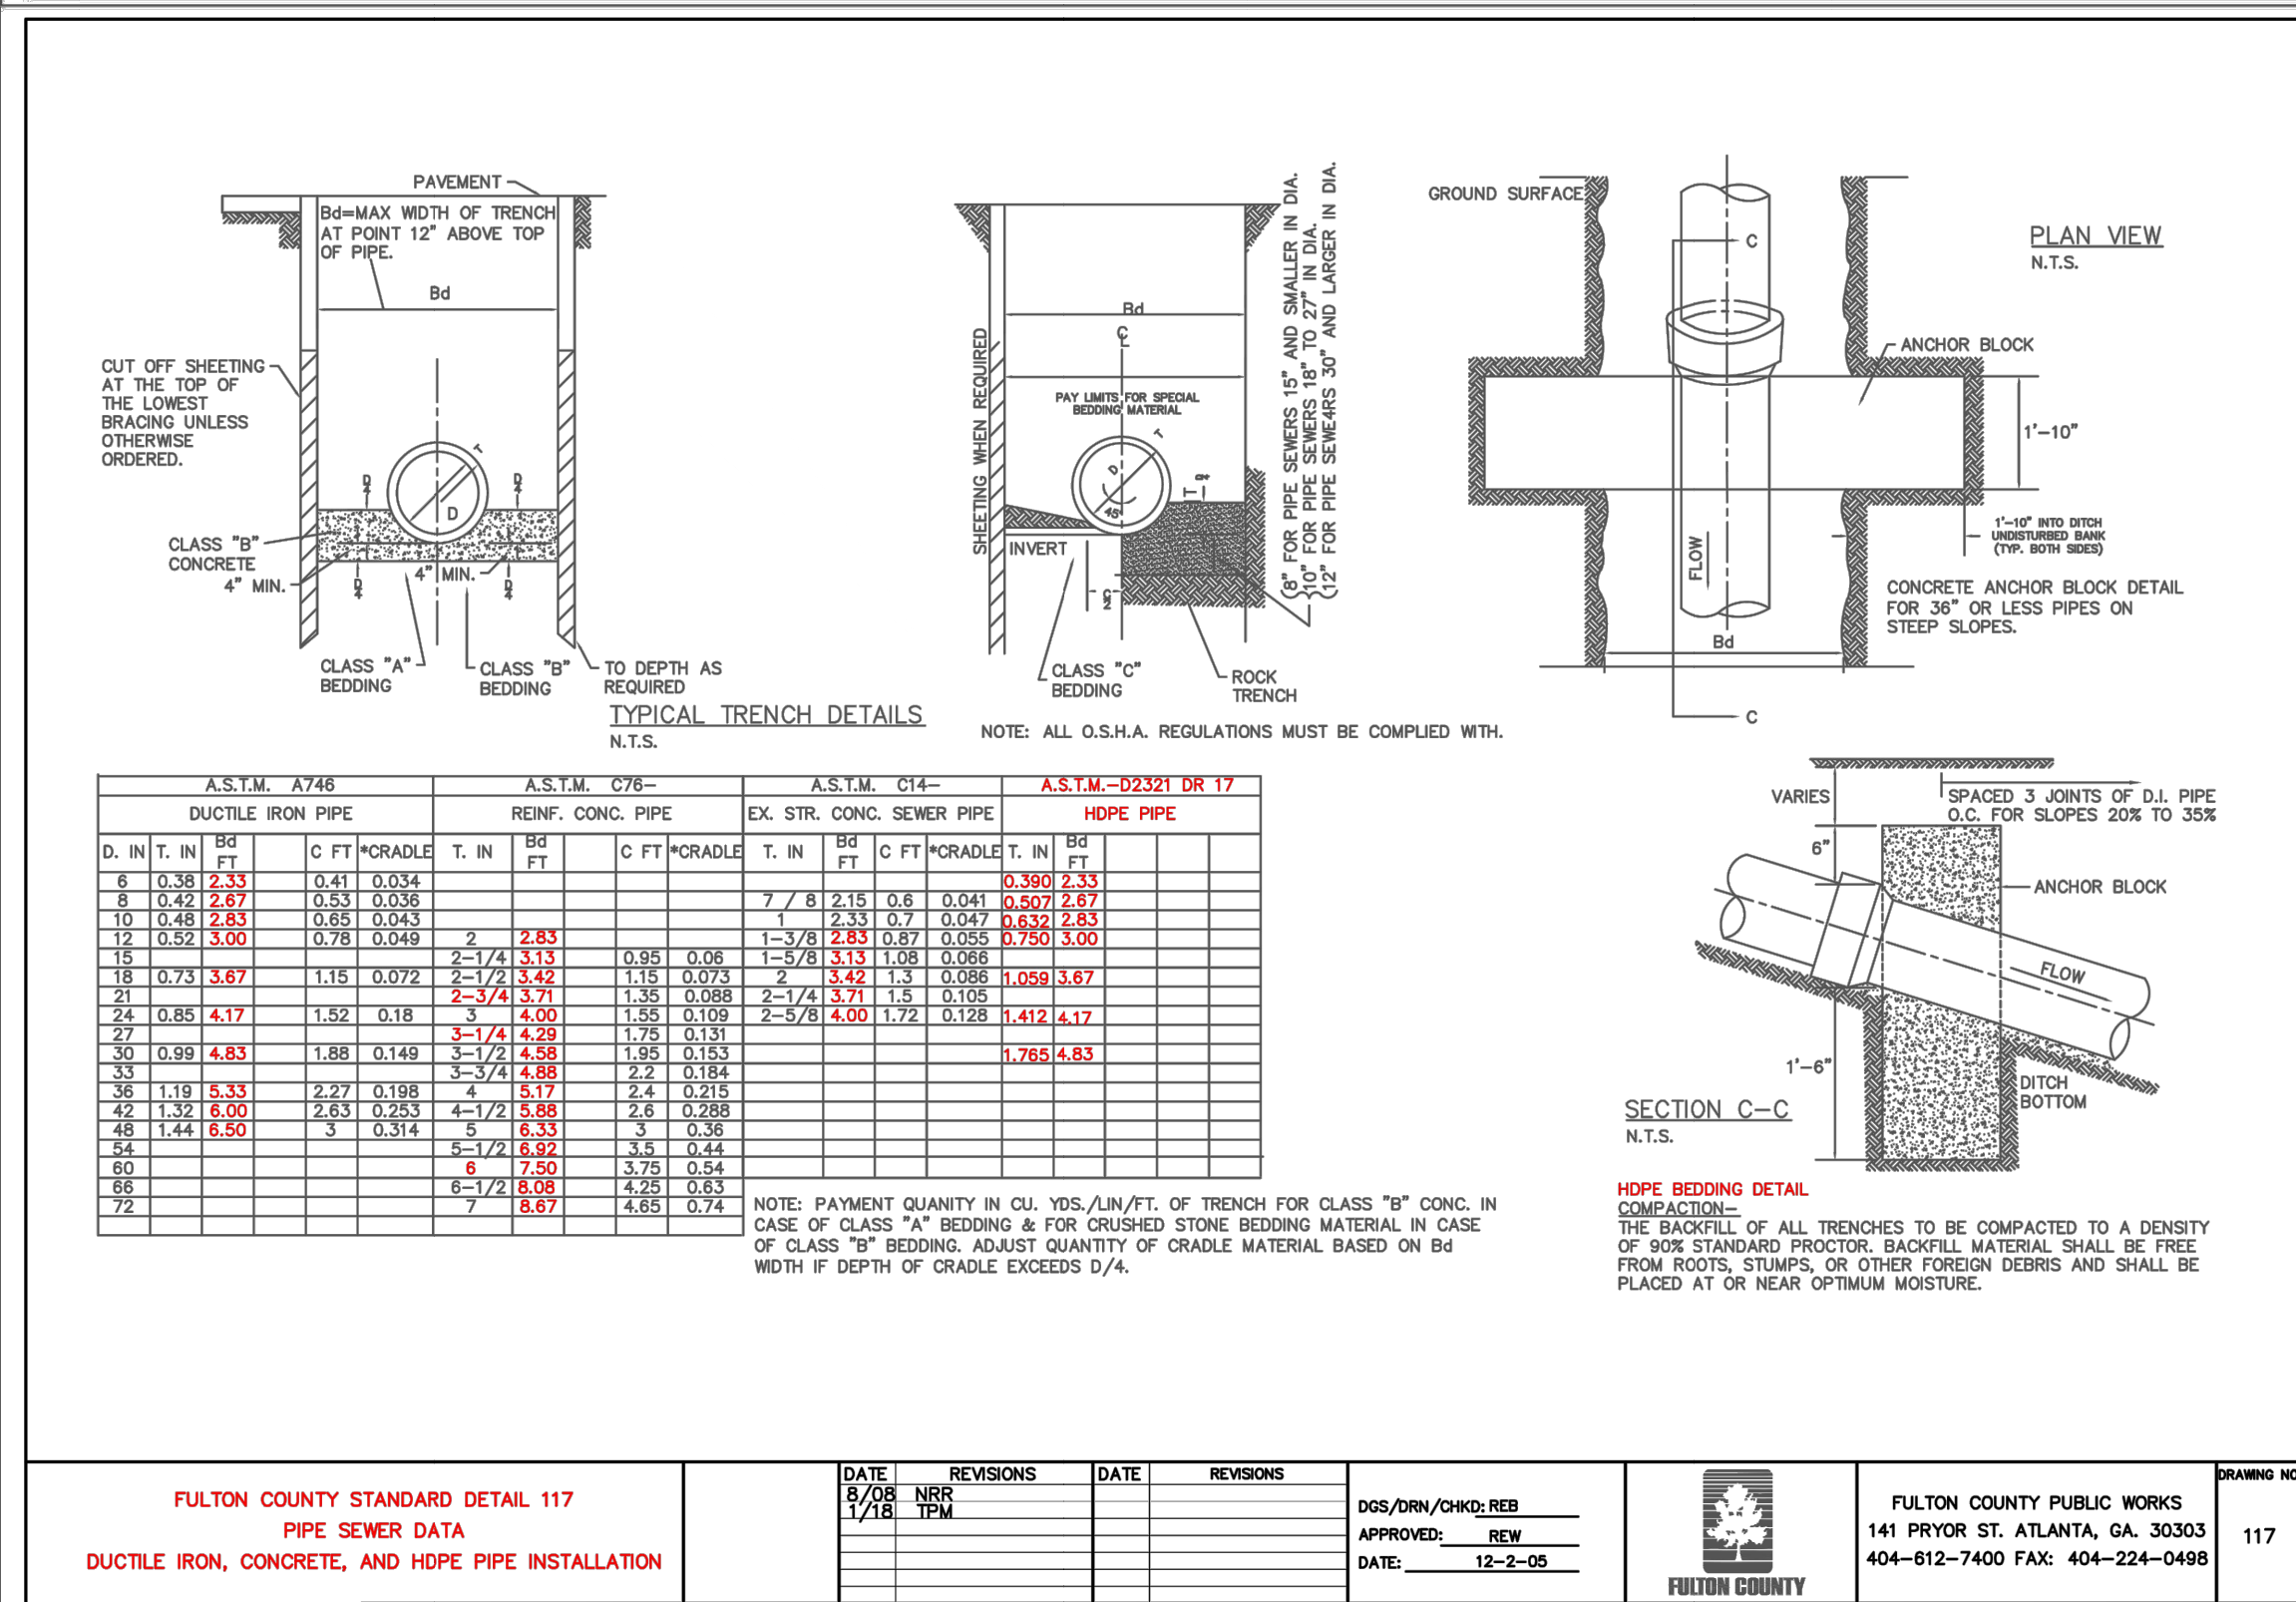 PAVEMENT
Bd=MAX WIDTH OF TRENCH
AT POINT 12" ABOVE TOP
OF PIPE.
Bd
CUT OFF SHEETING
AT THE TOP OF
THE LOWEST
BRACING UNLESS
OTHERWISE
ORDERED.
T
D
4
D
4
D
CLASS "B"
CONCRETE
4" MIN.
4" MIN.
D
4
D
4
CLASS "A"
BEDDING
CLASS "B"
BEDDING
TO DEPTH AS
REQUIRED
TYPICAL TRENCH DETAILS
N.T.S.
SHEETING WHEN REQUIRED
Bd
PAY LIMITS FOR SPECIAL
BEDDING MATERIAL
T
D
45°
INVERT
CLASS "C"
BEDDING
ROCK
TRENCH
(8" FOR PIPE SEWERS 15" AND SMALLER IN DIA.
10" FOR PIPE SEWERS 18" TO 27" IN DIA.
(12" FOR PIPE SEWE4RS 30" AND LARGER IN DIA.
NOTE: ALL O.S.H.A. REGULATIONS MUST BE COMPLIED WITH.
GROUND SURFACE
C
PLAN VIEW
N.T.S.
ANCHOR BLOCK
1'-10"
1'-10" INTO DITCH
UNDISTURBED BANK
(TYP. BOTH SIDES)
FLOW
CONCRETE ANCHOR BLOCK DETAIL
FOR 36" OR LESS PIPES ON
STEEP SLOPES.
Bd
C
A.S.T.M. A746 A.S.T.M. C76- A.S.T.M. C14- A.S.T.M.-D2321 DR 17
DUCTILE IRON PIPE REINF. CONC. PIPE EX. STR. CONC. SEWER PIPE HDPE PIPE
D. IN T. IN Bd FT C FT *CRADLE T. IN Bd FT C FT *CRADLE T. IN Bd FT C FT *CRADLE T. IN Bd FT
6 0.38 2.33 0.41 0.034 0.390 2.33
8 0.42 2.67 0.53 0.036 7 / 8 2.15 0.6 0.041 0.507 2.67
10 0.48 2.83 0.65 0.043 1 2.33 0.7 0.047 0.632 2.83
12 0.52 3.00 0.78 0.049 2 2.83 1-3/8 2.83 0.87 0.055 0.750 3.00
15 2-1/4 3.13 0.95 0.06 1-5/8 3.13 1.08 0.066
18 0.73 3.67 1.15 0.072 2-1/2 3.42 1.15 0.073 2 3.42 1.3 0.086 1.059 3.67
21 2-3/4 3.71 1.35 0.088 2-1/4 3.71 1.5 0.105
24 0.85 4.17 1.52 0.18 3 4.00 1.55 0.109 2-5/8 4.00 1.72 0.128 1.412 4.17
27 3-1/4 4.29 1.75 0.131
30 0.99 4.83 1.88 0.149 3-1/2 4.58 1.95 0.153 1.765 4.83
33 3-3/4 4.88 2.2 0.184
36 1.19 5.33 2.27 0.198 4 5.17 2.4 0.215
42 1.32 6.00 2.63 0.253 4-1/2 5.88 2.6 0.288
48 1.44 6.50 3 0.314 5 6.33 3 0.36
54 5-1/2 6.92 3.5 0.44
60 6 7.50 3.75 0.54
66 6-1/2 8.08 4.25 0.63
72 7 8.67 4.65 0.74
NOTE: PAYMENT QUANITY IN CU. YDS./LIN/FT. OF TRENCH FOR CLASS "B" CONC. IN
CASE OF CLASS "A" BEDDING & FOR CRUSHED STONE BEDDING MATERIAL IN CASE
OF CLASS "B" BEDDING. ADJUST QUANTITY OF CRADLE MATERIAL BASED ON Bd
WIDTH IF DEPTH OF CRADLE EXCEEDS D/4.
VARIES
SPACED 3 JOINTS OF D.I. PIPE
O.C. FOR SLOPES 20% TO 35%
6"
ANCHOR BLOCK
FLOW
1'-6"
DITCH
BOTTOM
SECTION C-C
N.T.S.
HDPE BEDDING DETAIL
COMPACTION-
THE BACKFILL OF ALL TRENCHES TO BE COMPACTED TO A DENSITY
OF 90% STANDARD PROCTOR. BACKFILL MATERIAL SHALL BE FREE
FROM ROOTS, STUMPS, OR OTHER FOREIGN DEBRIS AND SHALL BE
PLACED AT OR NEAR OPTIMUM MOISTURE.
FULTON COUNTY STANDARD DETAIL 117
PIPE SEWER DATA
DUCTILE IRON, CONCRETE, AND HDPE PIPE INSTALLATION
DATE REVISIONS DATE REVISIONS
8/08 NRR
1/18 TPM
DGS/DRN/CHKD: REB
APPROVED: REW
DATE: 12-2-05
FULTON COUNTY
FULTON COUNTY PUBLIC WORKS
141 PRYOR ST. ATLANTA, GA. 30303
404-612-7400 FAX: 404-224-0498
DRAWING NO
117